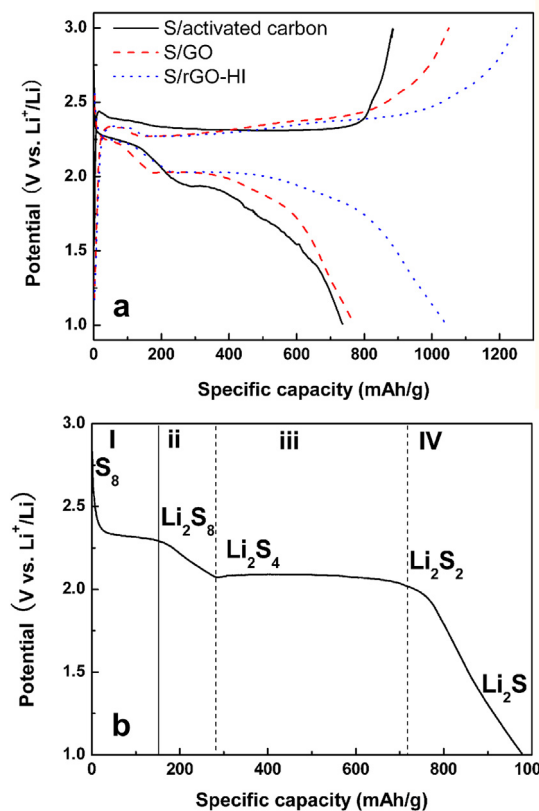 3.0
2.5
2.0
1.5
1.0
Potential (V vs. Li⁺/Li)
S/activated carbon
S/GO
S/rGO-HI
a
0 200 400 600 800 1000 1200
Specific capacity (mAh/g)
3.0
2.5
2.0
1.5
1.0
Potential (V vs. Li⁺/Li)
I ii iii IV
S₈
Li₂S₈
Li₂S₄
Li₂S₂
Li₂S
b
0 200 400 600 800 100
Specific capacity (mAh/g)